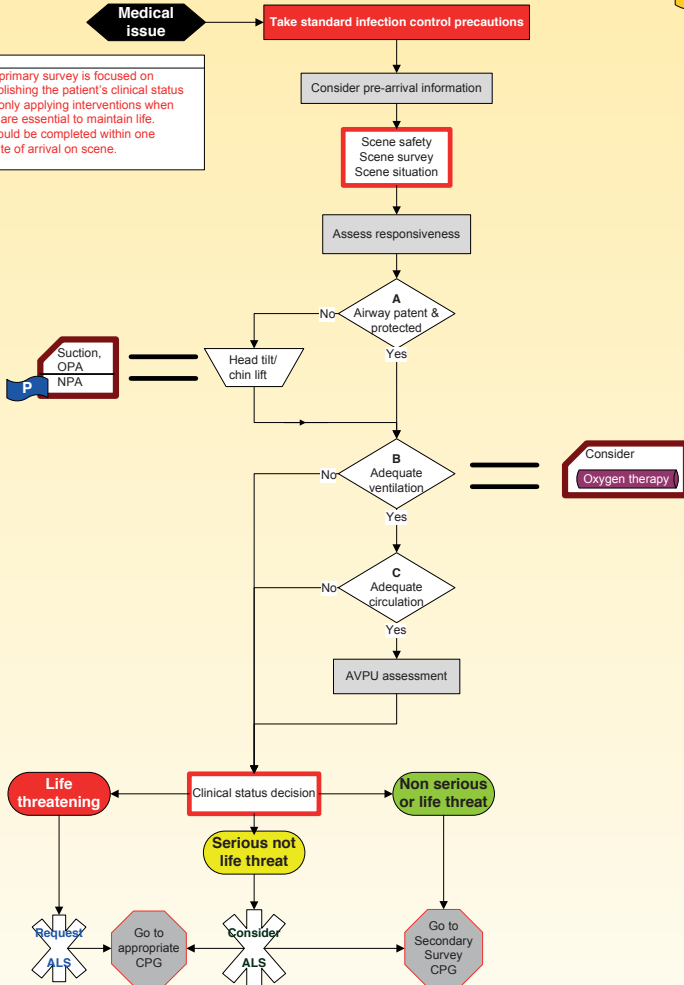 Medical
issue
Take standard infection control precautions
primary survey is focused on
the patient's clinical status
only applying interventions when
are essential to maintain life.
be completed within one
of arrival on scene.
Consider pre-arrival information
Scene safety
Scene survey
Scene situation
Assess responsiveness
A
Airway patent &
protected
No
Yes
Suction,
OPA
NPA
P
Head tilt/
chin lift
B
Adequate
ventilation
No
Yes
Consider
Oxygen therapy
C
Adequate
circulation
No
Yes
AVPU assessment
Life
threatening
Clinical status decision
Non serious
or life threat
Serious not
life threat
Request
ALS
Go to
appropriate
CPG
Consider
ALS
Go to
Secondary
Survey
CPG